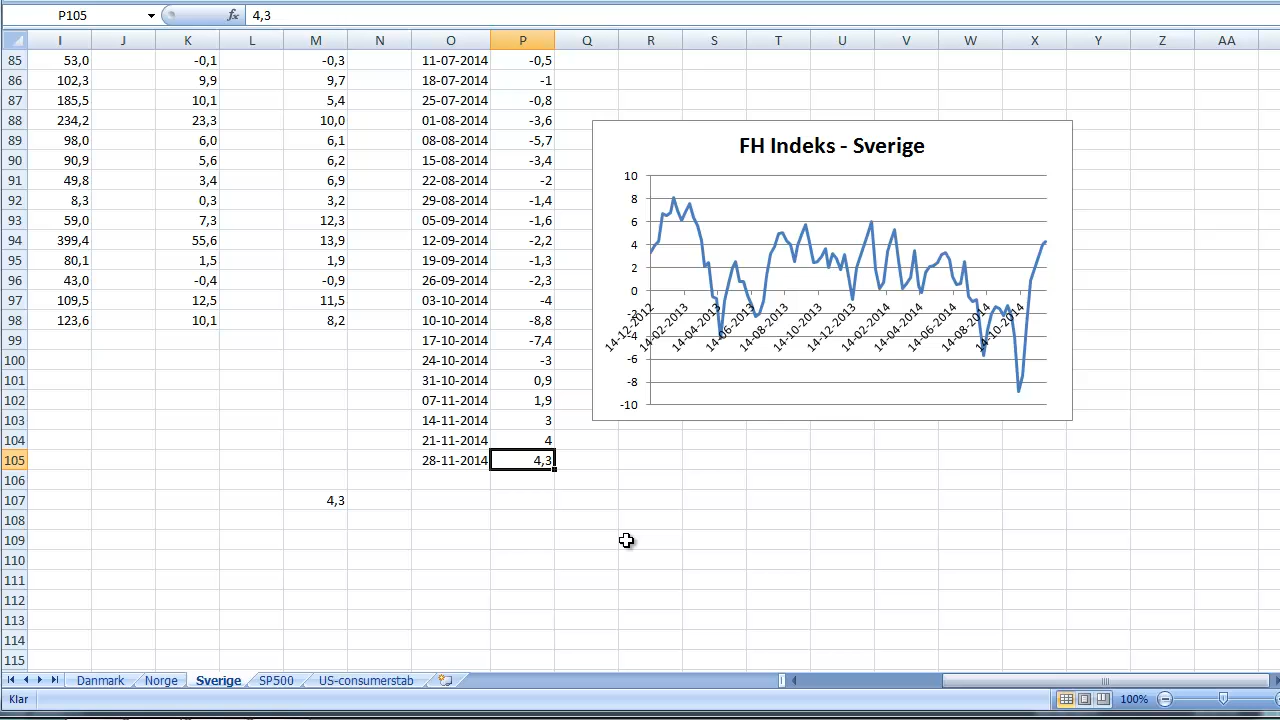 P105 fx 4,3
I J K L M N O P Q R S T U V W X Y Z AA
85 53,0 -0,1 -0,3 11-07-2014 -0,5
86 102,3 9,9 9,7 18-07-2014 -1
87 185,5 10,1 5,4 25-07-2014 -0,8
88 234,2 23,3 10,0 01-08-2014 -3,6
89 98,0 6,0 6,1 08-08-2014 -5,7
90 90,9 5,6 6,2 15-08-2014 -3,4
91 49,8 3,4 6,9 22-08-2014 -2
92 8,3 0,3 3,2 29-08-2014 -1,4
93 59,0 7,3 12,3 05-09-2014 -1,6
94 399,4 55,6 13,9 12-09-2014 -2,2
95 80,1 1,5 1,9 19-09-2014 -1,3
96 43,0 -0,4 -0,9 26-09-2014 -2,3
97 109,5 12,5 11,5 03-10-2014 -4
98 123,6 10,1 8,2 10-10-2014 -8,8
99 17-10-2014 -7,4
100 24-10-2014 -3
101 31-10-2014 0,9
102 07-11-2014 1,9
103 14-11-2014 3
104 21-11-2014 4
105 28-11-2014 4,3
106
107 4,3
108
109
110
111
112
113
114
115
FH Indeks - Sverige
10
8
6
4
2
0
-2
-4
-6
-8
-10
14-12-2012 14-02-2013 14-04-2013 14-06-2013 14-08-2013 14-10-2013 14-12-2013 14-02-2014 14-04-2014 14-06-2014 14-08-2014 14-10-2014
Danmark Norge Sverige SP500 US-consumerstab
Klar 100%